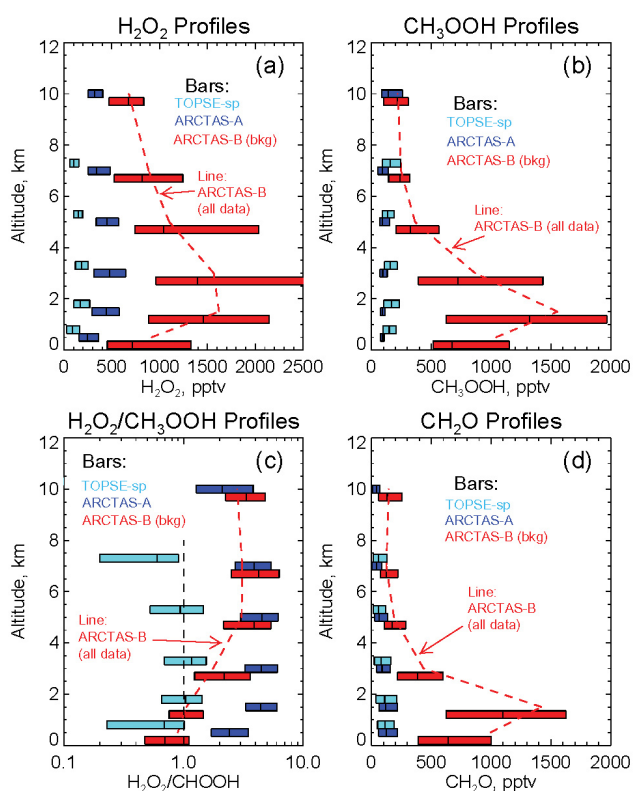 H₂O₂ Profiles
(a)
Bars:
TOPSE-sp
ARCTAS-A
ARCTAS-B (bkg)
Line:
ARCTAS-B
(all data)
Altitude, km
12
10
8
6
4
2
0
0 500 1000 1500 2000 2500
H₂O₂, pptv
CH₃OOH Profiles
(b)
Bars:
TOPSE-sp
ARCTAS-A
ARCTAS-B (bkg)
Line:
ARCTAS-B (all data)
Altitude, km
12
10
8
6
4
2
0
0 500 1000 1500 2000
CH₃OOH, pptv
H₂O₂/CH₃OOH Profiles
(c)
Bars:
TOPSE-sp
ARCTAS-A
ARCTAS-B (bkg)
Line:
ARCTAS-B
(all data)
Altitude, km
12
10
8
6
4
2
0
0.1 1.0 10.0
H₂O₂/CHOOH
CH₂O Profiles
(d)
Bars:
TOPSE-sp
ARCTAS-A
ARCTAS-B (bkg)
Line:
ARCTAS-B
(all data)
Altitude, km
12
10
8
6
4
2
0
0 500 1000 1500 2000
CH₂O, pptv